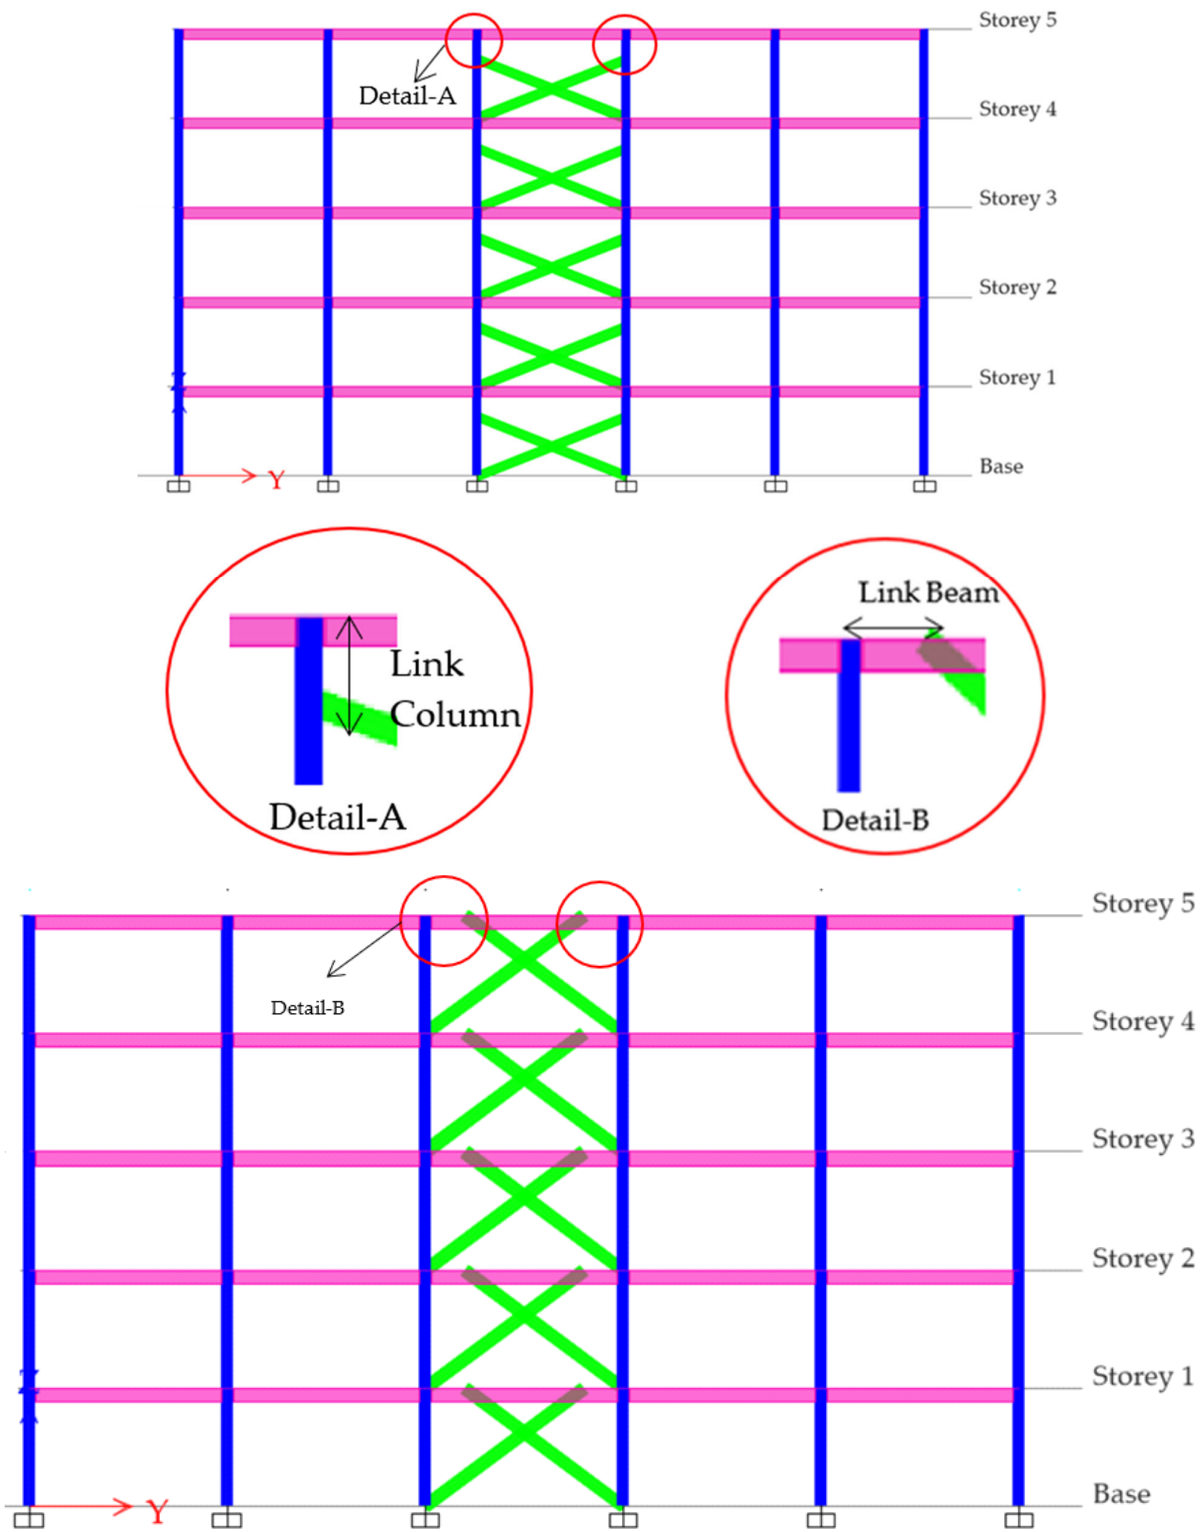 Storey 5
Detail-A
Storey 4
Storey 3
Storey 2
Storey 1
Z
Base
Y
Link Beam
Link
Column
Detail-A
Detail-B
Storey 5
Detail-B
Storey 4
Storey 3
Storey 2
Storey 1
Z
Base
Y